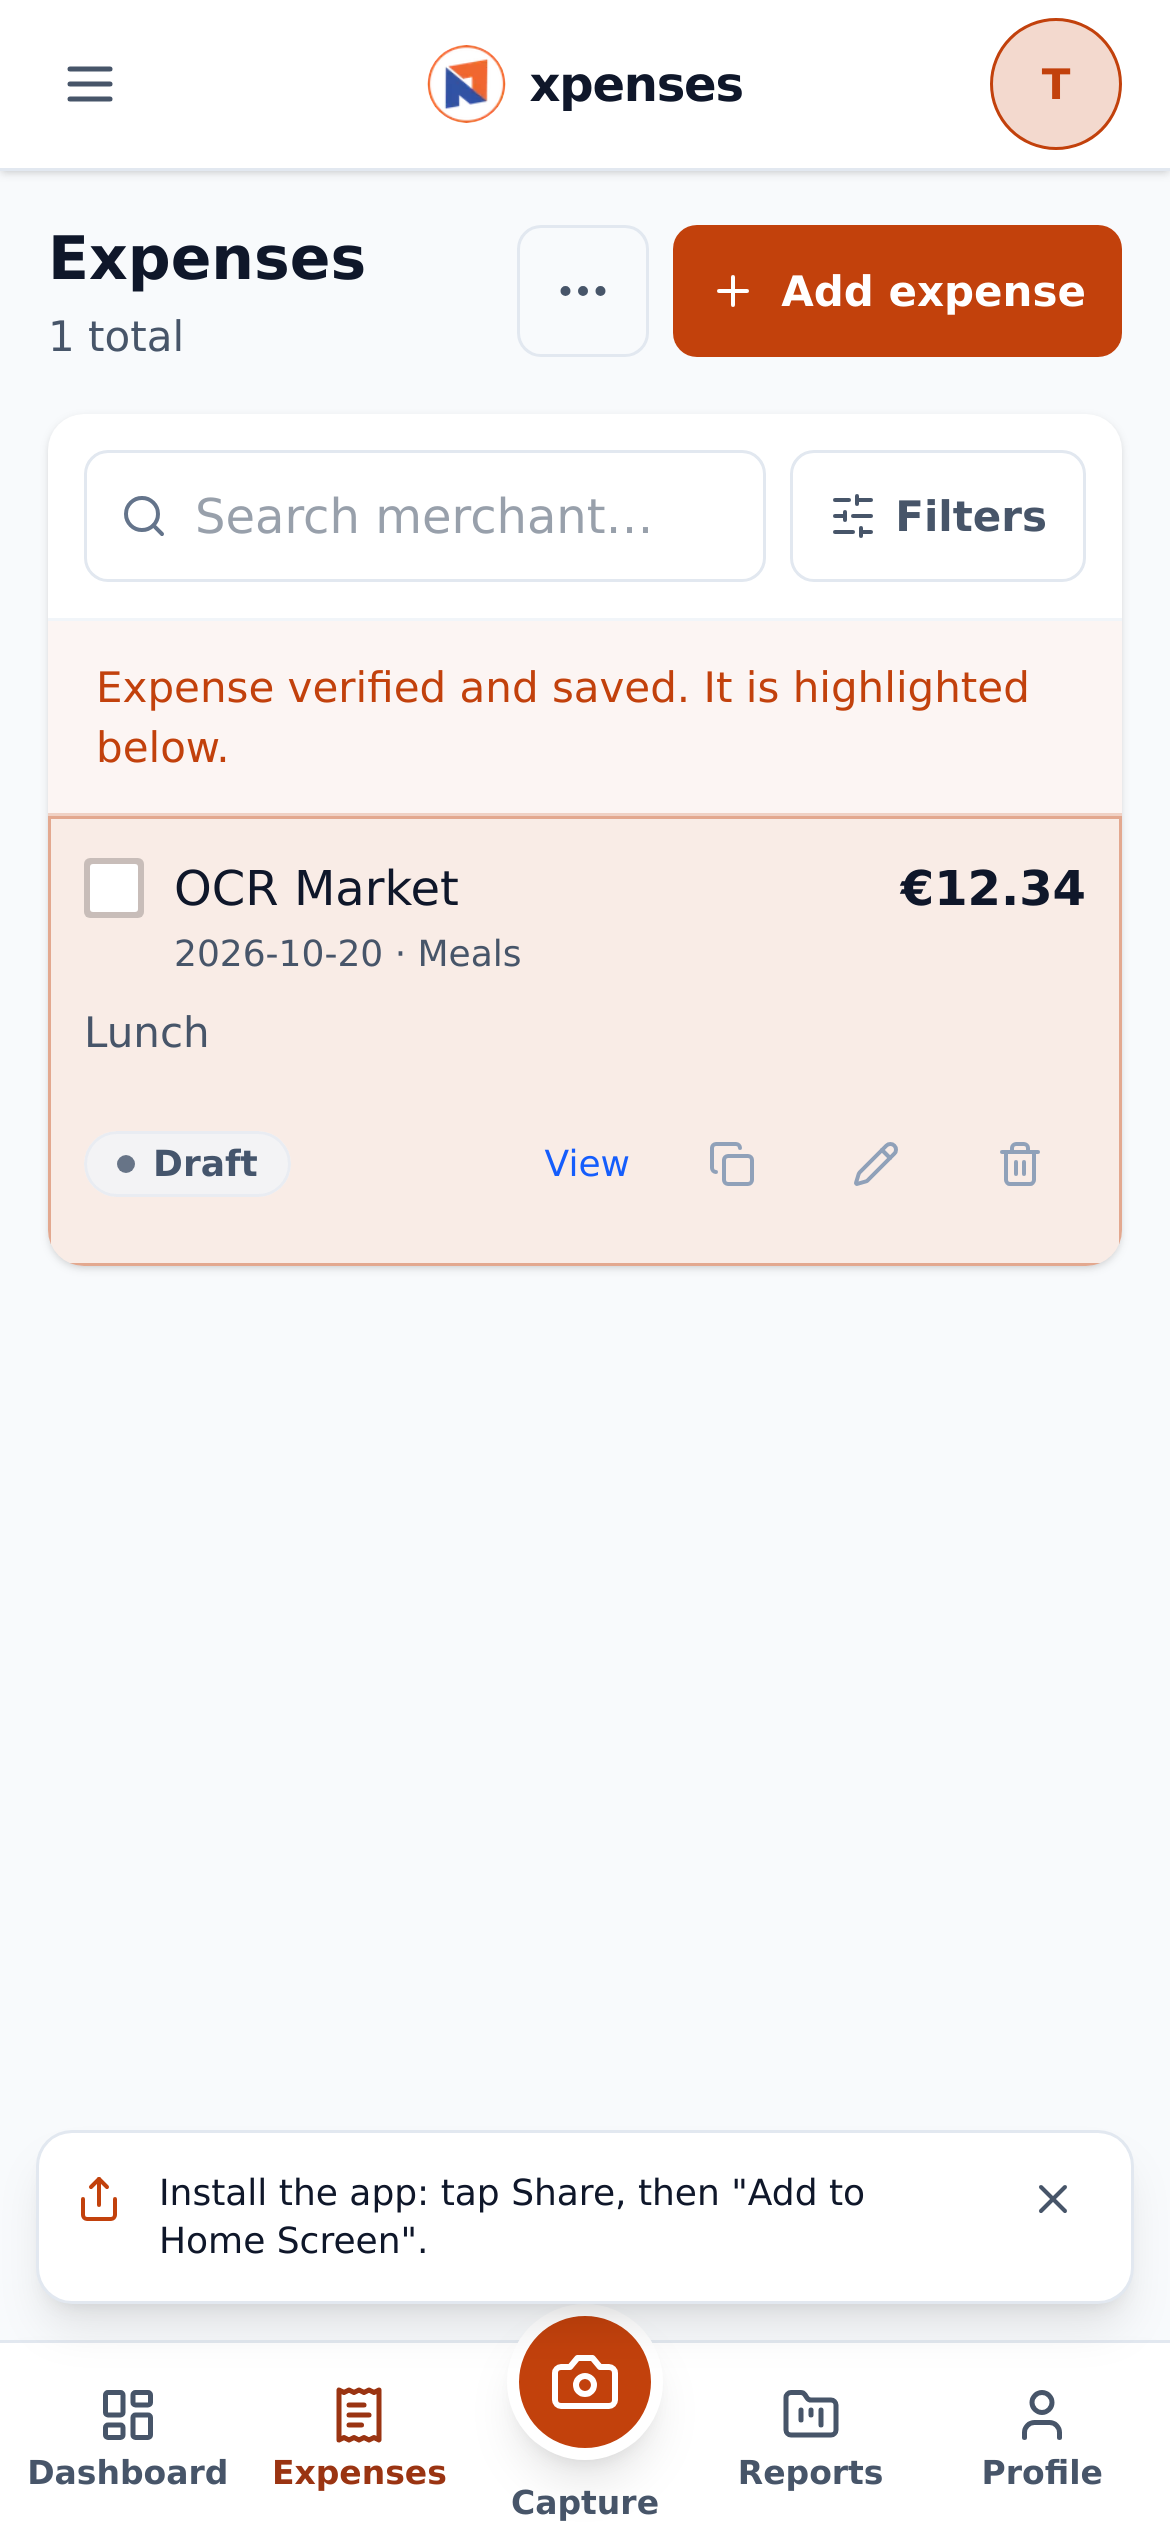 xpenses
T
Expenses
1 total
Add expense
Search merchant...
Filters
Expense verified and saved. It is highlighted
below.
OCR Market
€12.34
2026-10-20 · Meals
Lunch
Draft
View
Install the app: tap Share, then "Add to
Home Screen".
Dashboard
Expenses
Capture
Reports
Profile